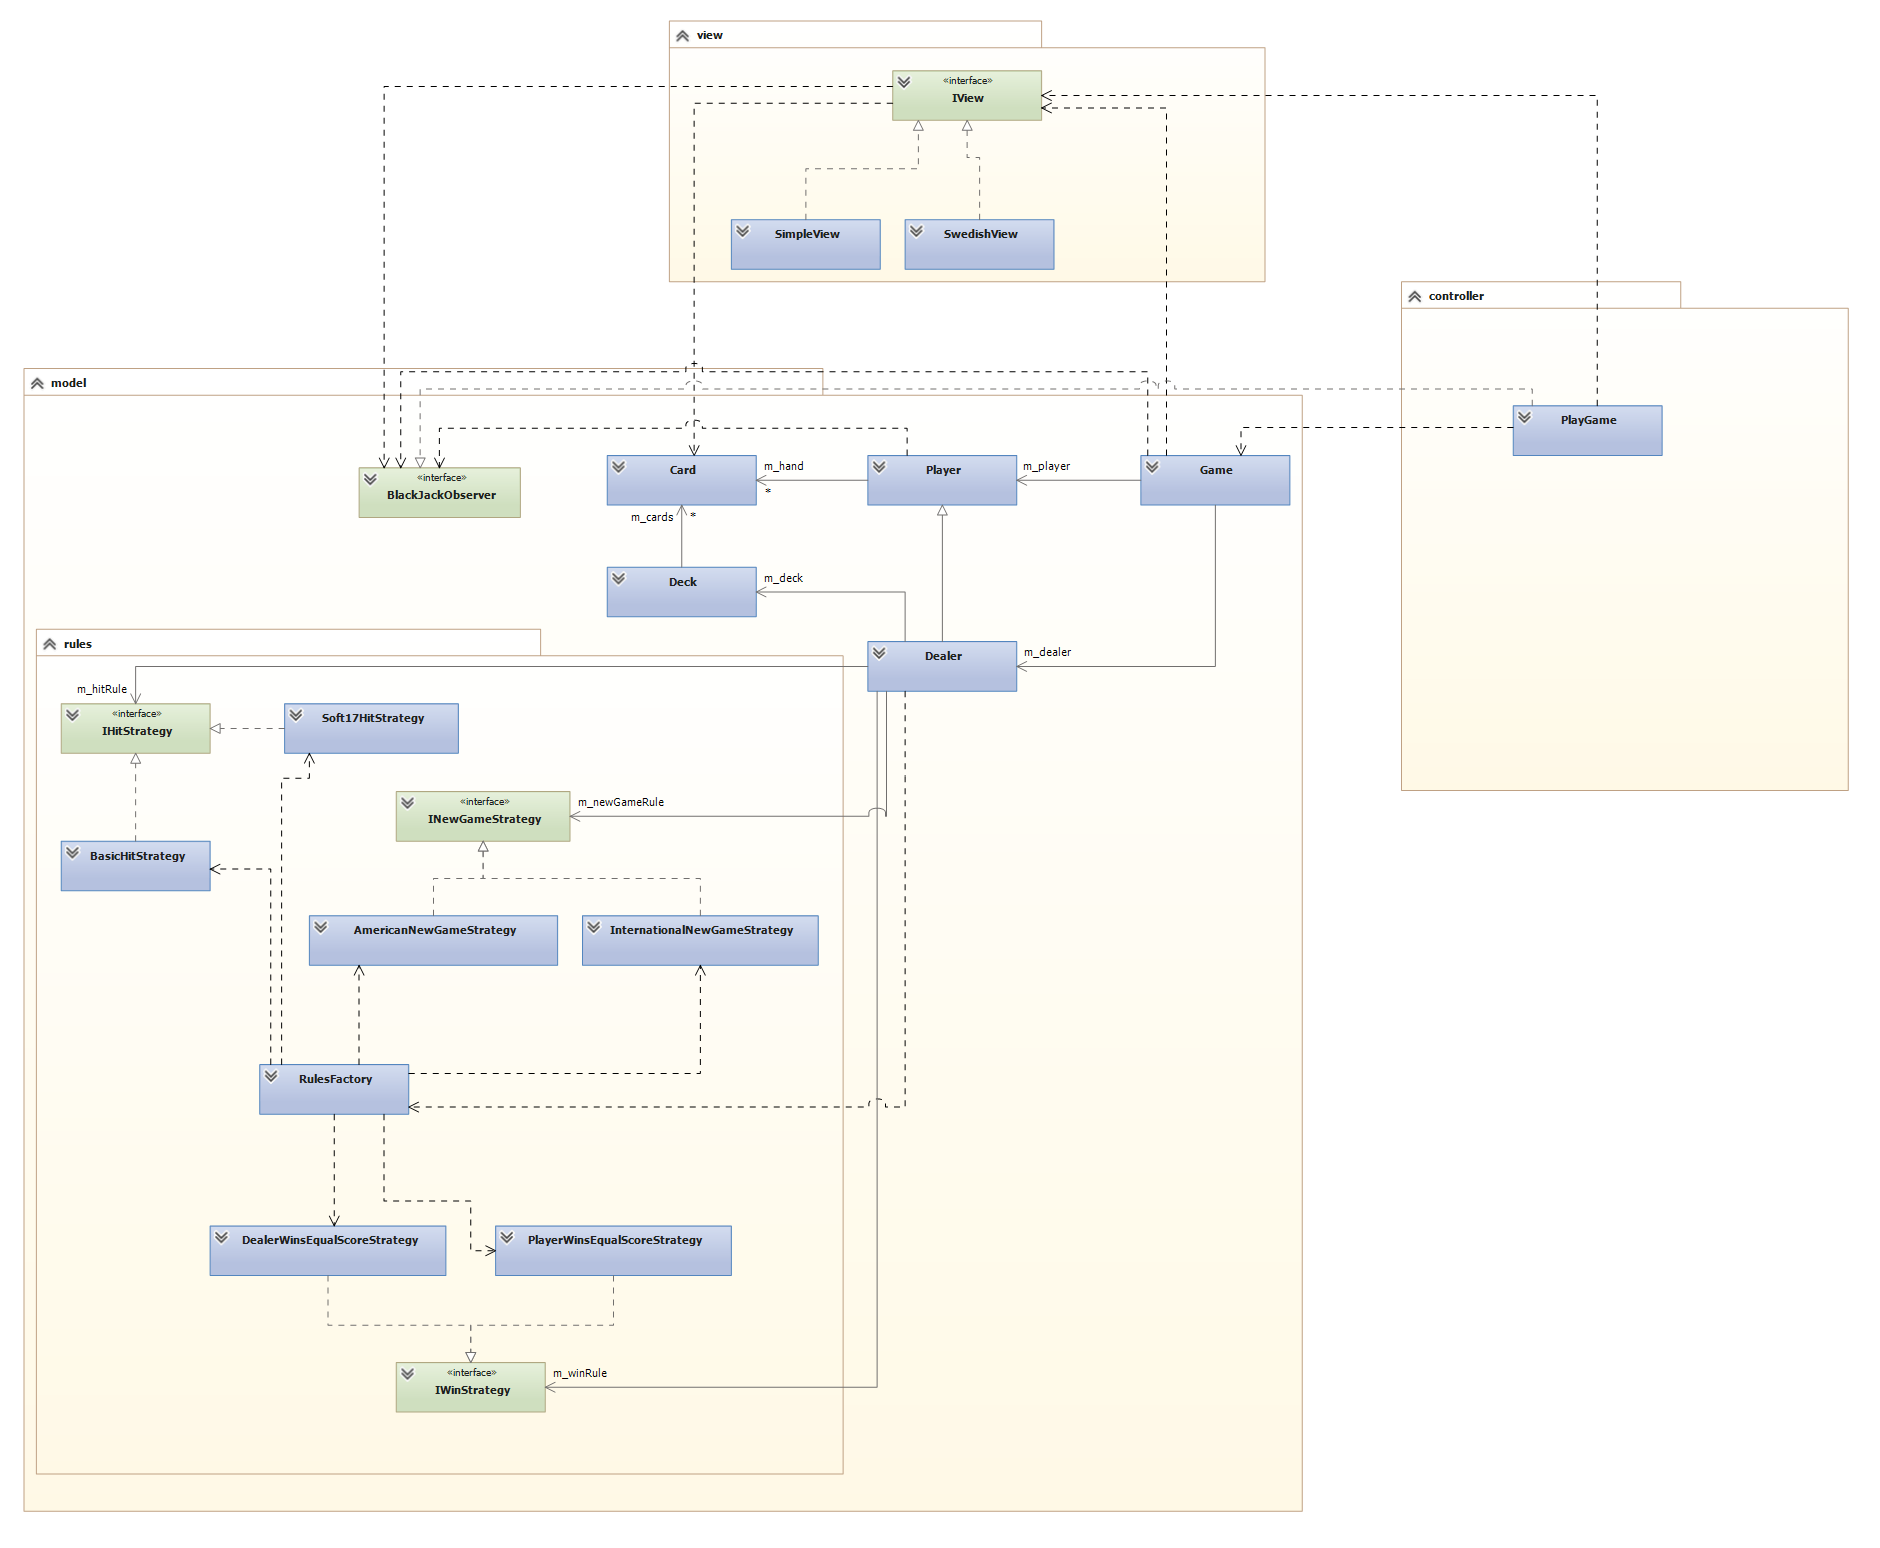 view
«interface»
IView
SimpleView
SwedishView
controller
PlayGame
model
«interface»
BlackJackObserver
Card
m_hand
*
Player
m_player
Game
m_cards
*
Deck
m_deck
Dealer
m_dealer
rules
m_hitRule
«interface»
IHitStrategy
Soft17HitStrategy
«interface»
INewGameStrategy
m_newGameRule
BasicHitStrategy
AmericanNewGameStrategy
InternationalNewGameStrategy
RulesFactory
DealerWinsEqualScoreStrategy
PlayerWinsEqualScoreStrategy
«interface»
IWinStrategy
m_winRule